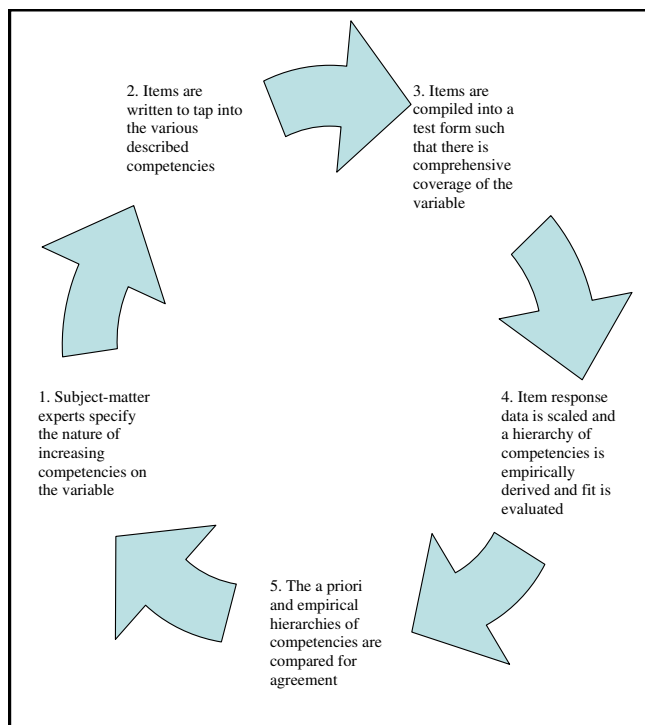 1. Subject-matter
experts specify
the nature of
increasing
competencies on
the variable
2. Items are
written to tap into
the various
described
competencies
3. Items are
compiled into a
test form such
that there is
comprehensive
coverage of the
variable
4. Item response
data is scaled and
a hierarchy of
competencies is
empirically
derived and fit is
evaluated
5. The a priori
and empirical
hierarchies of
competencies are
compared for
agreement